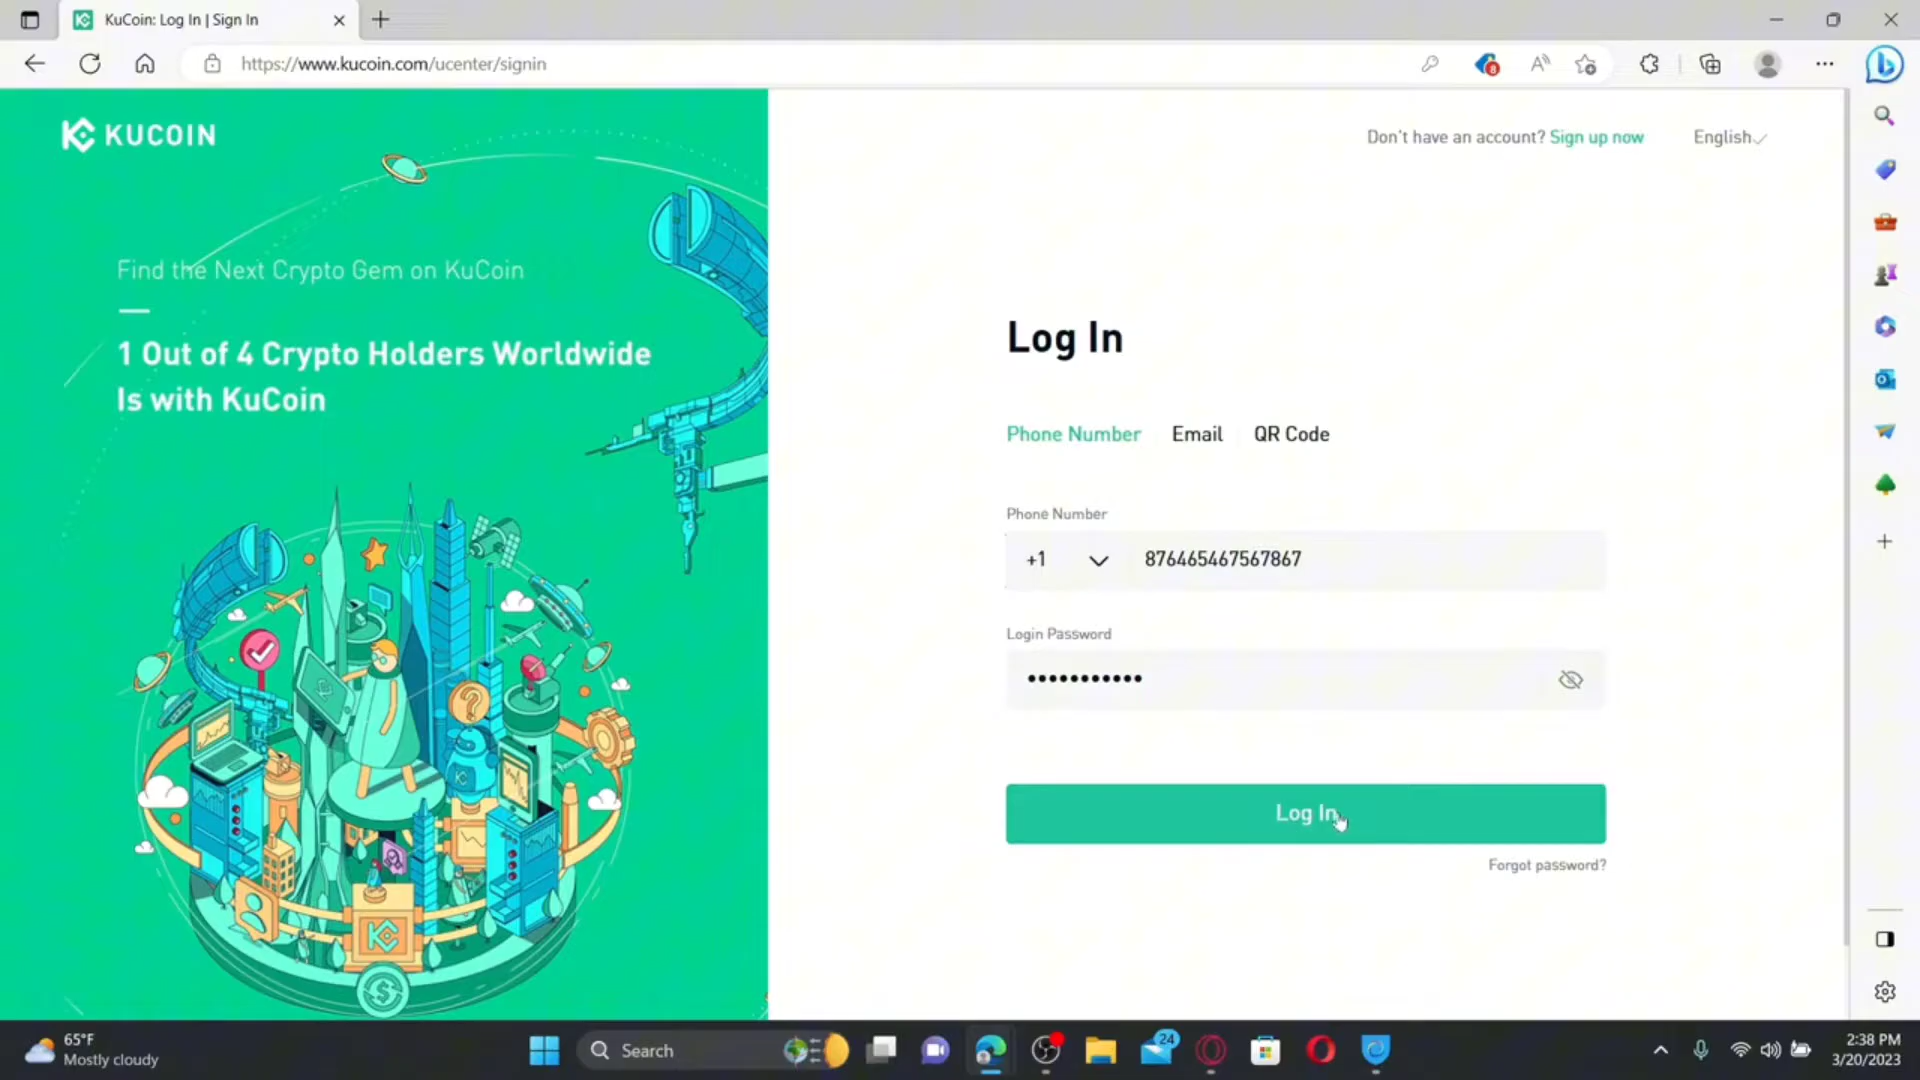 KuCoin: Log In | Sign In
https://www.kucoin.com/ucenter/signin
8
KUCOIN
Don't have an account? Sign up now
English
Find the Next Crypto Gem on KuCoin
1 Out of 4 Crypto Holders Worldwide
Is with KuCoin
Log In
Phone Number Email QR Code
Phone Number
+1 876465467567867
Login Password
•••••••••••
Log In
Forgot password?
65°F
Mostly cloudy
Search
24
2:38 PM
3/20/2023